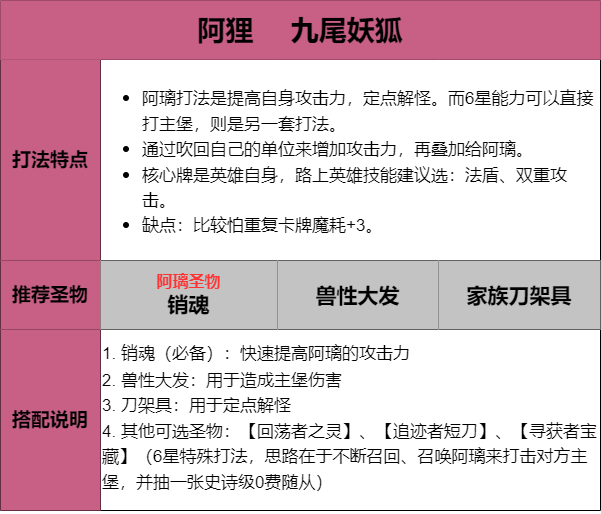 阿狸 九尾妖狐
打法特点
• 阿璃打法是提高自身攻击力，定点解怪。而6星能力可以直接
打主堡，则是另一套打法。
• 通过吹回自己的单位来增加攻击力，再叠加给阿璃。
• 核心牌是英雄自身，路上英雄技能建议选：法盾、双重攻
击。
• 缺点：比较怕重复卡牌魔耗+3。
推荐圣物
阿璃圣物
销魂
兽性大发
家族刀架具
搭配说明
1. 销魂（必备）：快速提高阿璃的攻击力
2. 兽性大发：用于造成主堡伤害
3. 刀架具：用于定点解怪
4. 其他可选圣物：【回荡者之灵】、【追迹者短刀】、【寻获者宝
藏】（6星特殊打法，思路在于不断召回、召唤阿璃来打击对方主
堡，并抽一张史诗级0费随从）